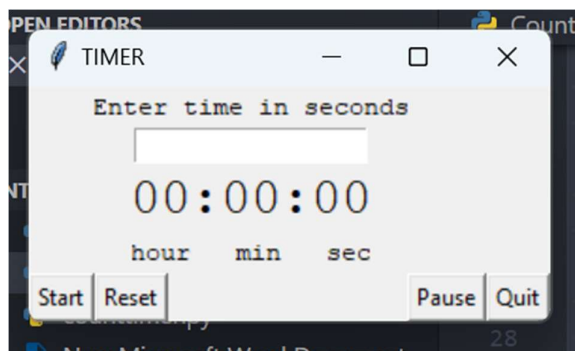 OPEN EDITORS
Count
TIMER
Enter time in seconds
00:00:00
hour min sec
Start Reset Pause Quit
28